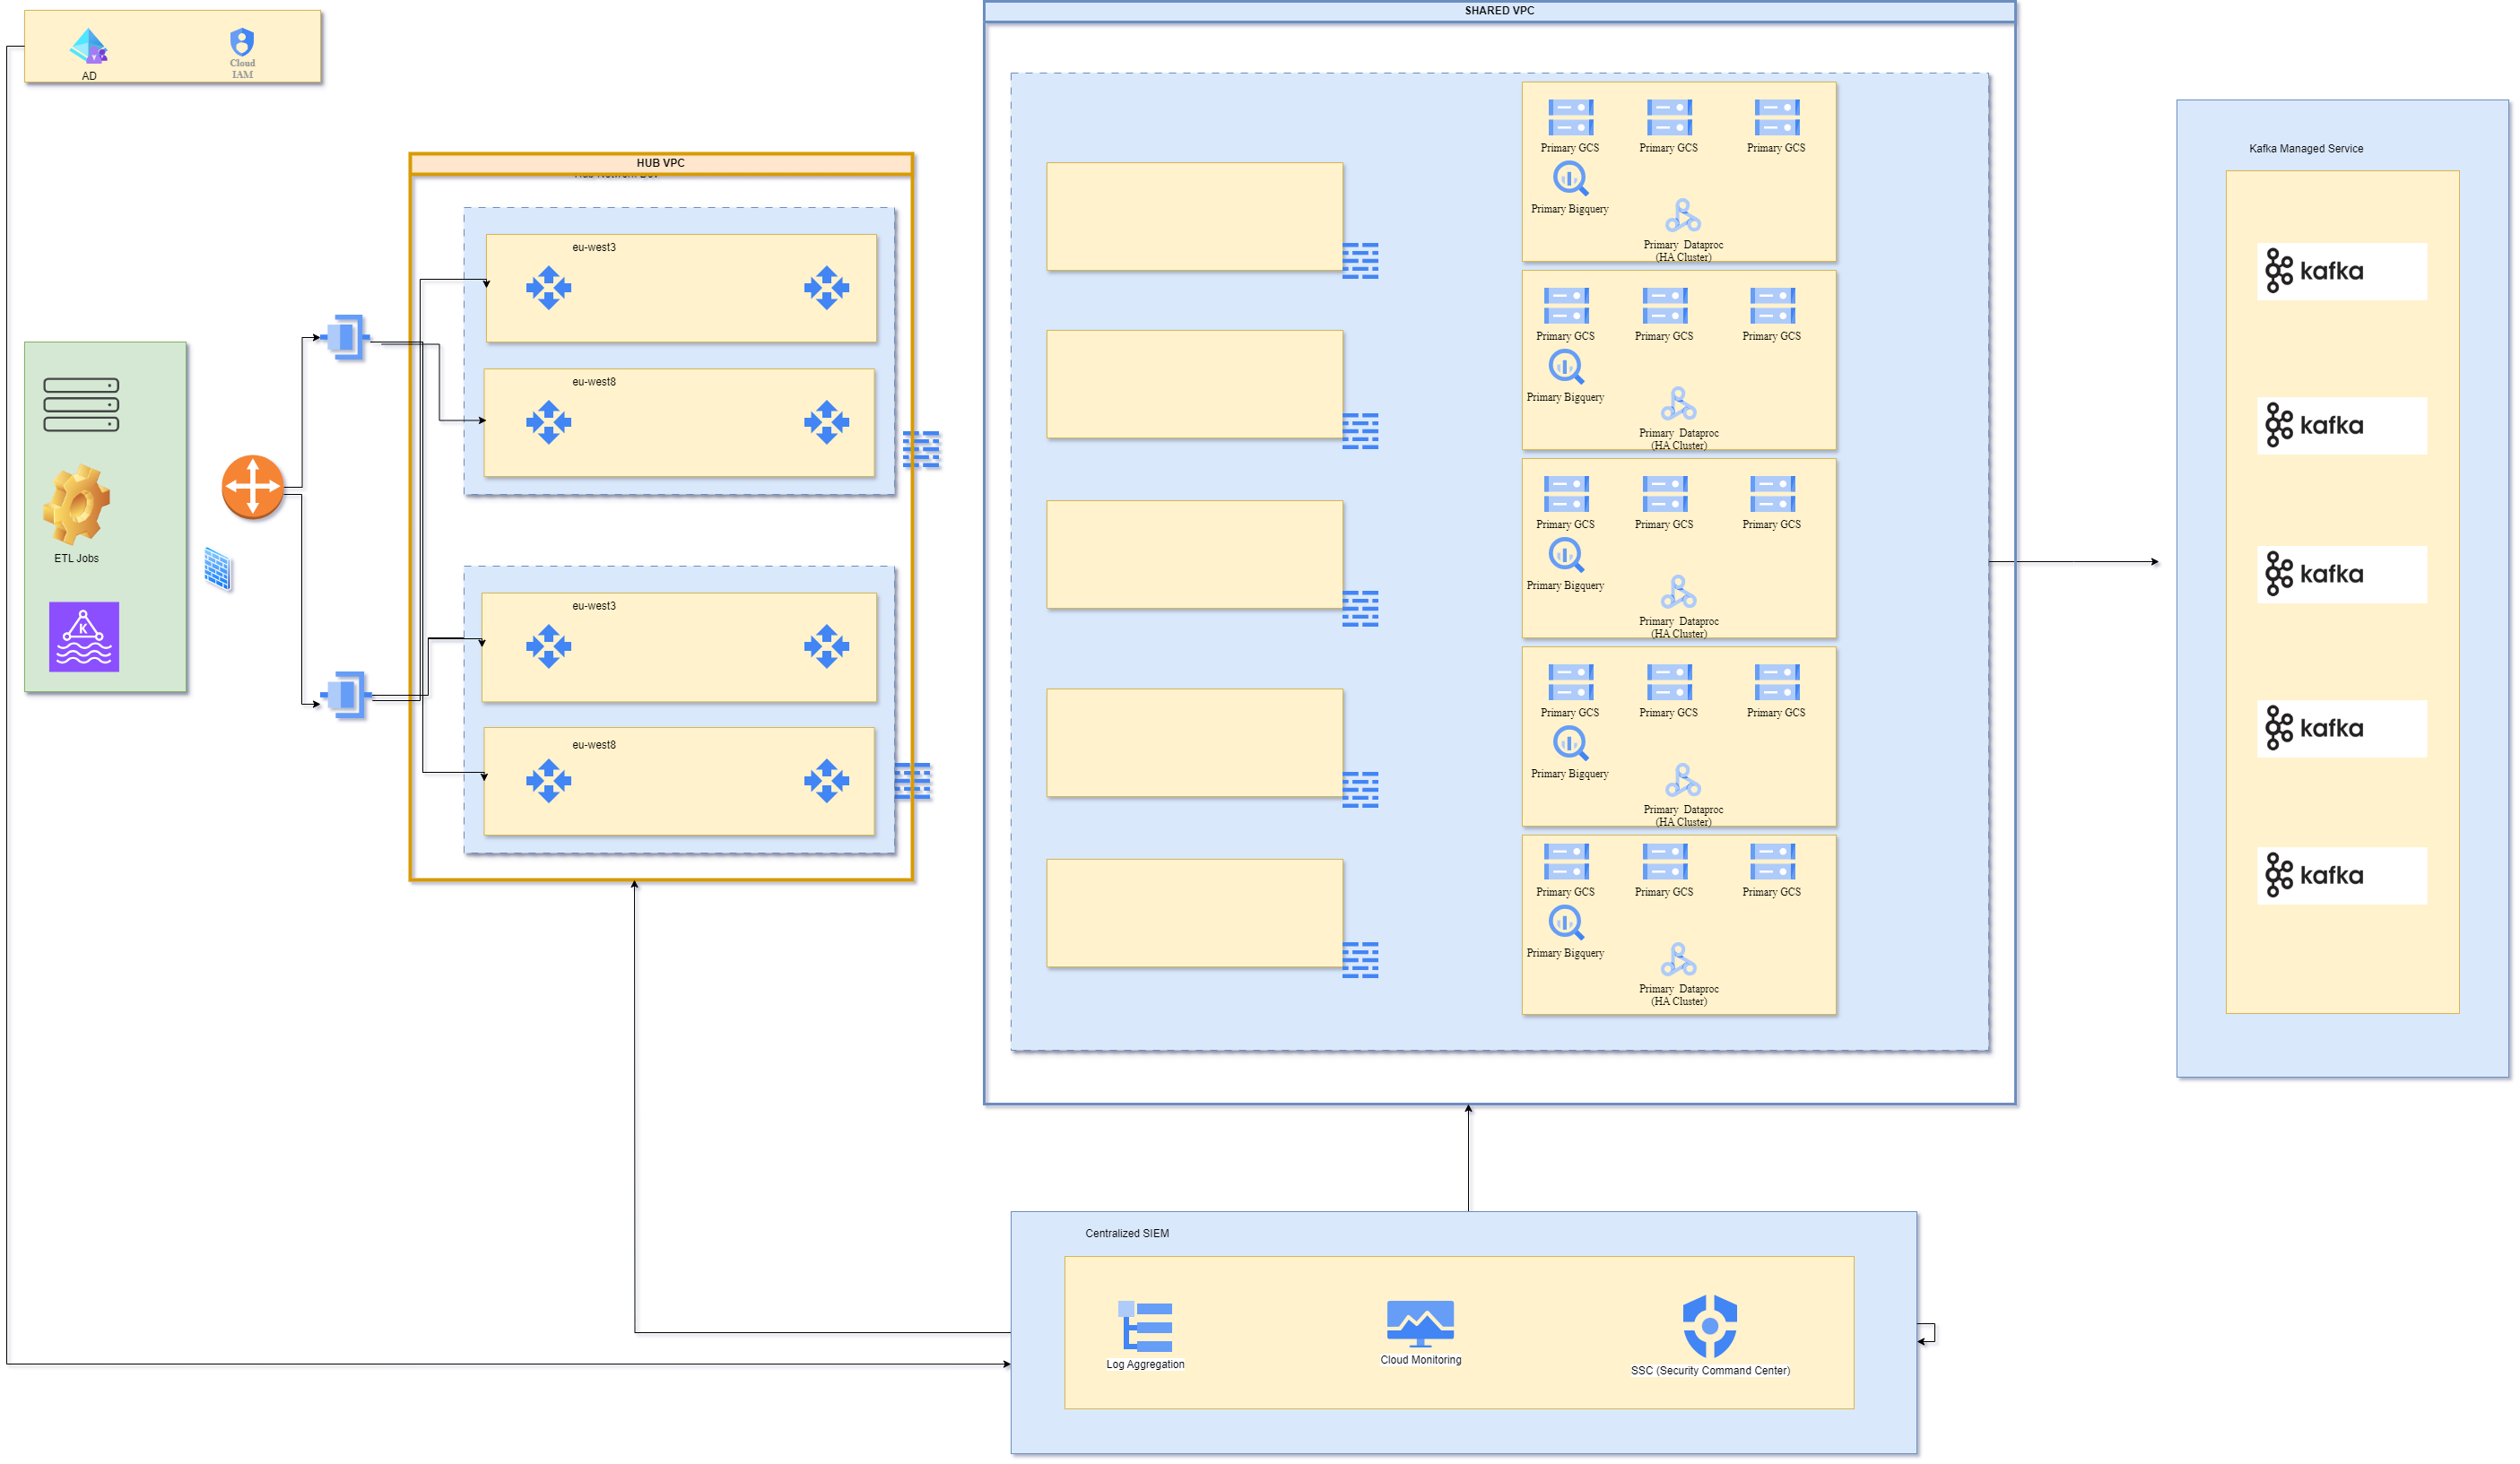 SHARED VPC
AD
Cloud
IAM
HUB VPC
eu-west3
eu-west8
eu-west3
eu-west8
ETL Jobs
K
Primary GCS
Primary GCS
Primary GCS
Primary Bigquery
Primary Dataproc
(HA Cluster)
Primary GCS
Primary GCS
Primary GCS
Primary Bigquery
Primary Dataproc
(HA Cluster)
Primary GCS
Primary GCS
Primary GCS
Primary Bigquery
Primary Dataproc
(HA Cluster)
Primary GCS
Primary GCS
Primary GCS
Primary Bigquery
Primary Dataproc
(HA Cluster)
Primary GCS
Primary GCS
Primary GCS
Primary Bigquery
Primary Dataproc
(HA Cluster)
Kafka Managed Service
kafka
kafka
kafka
kafka
kafka
Centralized SIEM
Log Aggregation
Cloud Monitoring
SSC (Security Command Center)